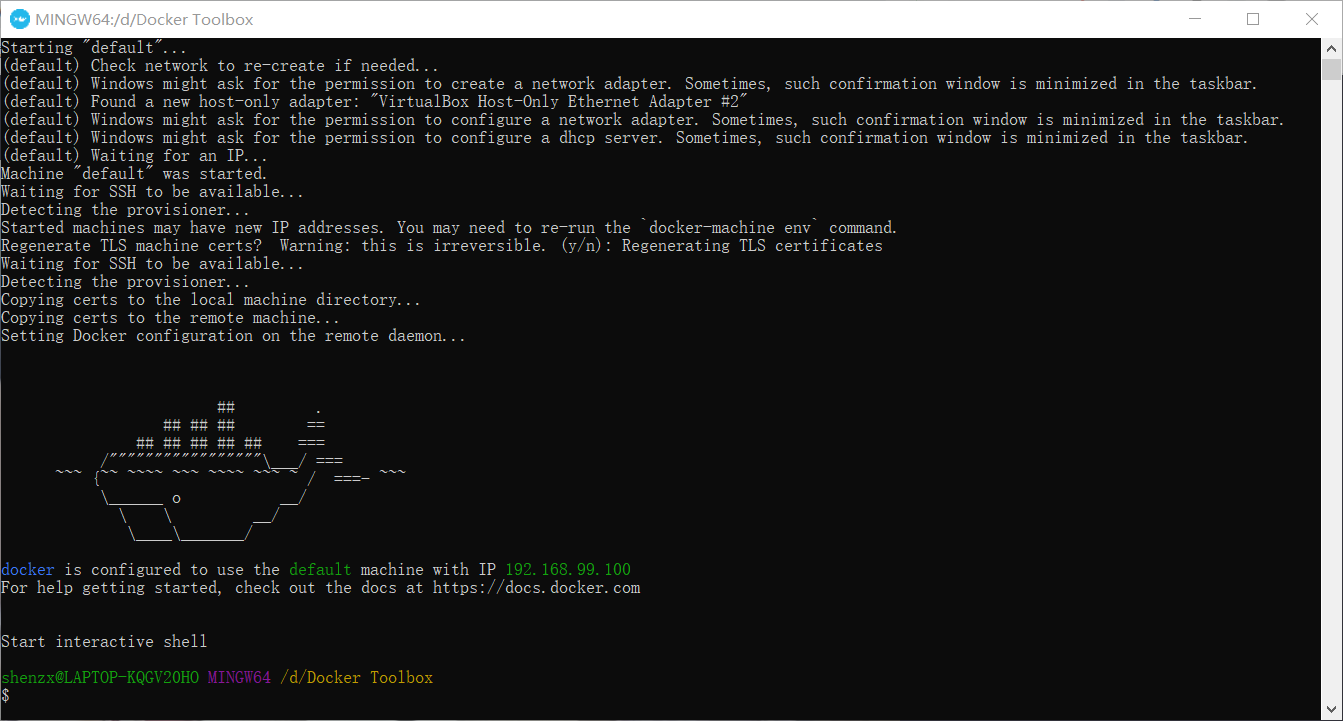 MINGW64:/d/Docker Toolbox
Starting "default"...
(default) Check network to re-create if needed...
(default) Windows might ask for the permission to create a network adapter. Sometimes, such confirmation window is minimized in the taskbar.
(default) Found a new host-only adapter: "VirtualBox Host-Only Ethernet Adapter #2"
(default) Windows might ask for the permission to configure a network adapter. Sometimes, such confirmation window is minimized in the taskbar.
(default) Windows might ask for the permission to configure a dhcp server. Sometimes, such confirmation window is minimized in the taskbar.
(default) Waiting for an IP...
Machine "default" was started.
Waiting for SSH to be available...
Detecting the provisioner...
Started machines may have new IP addresses. You may need to re-run the `docker-machine env` command.
Regenerate TLS machine certs?  Warning: this is irreversible. (y/n): Regenerating TLS certificates
Waiting for SSH to be available...
Detecting the provisioner...
Copying certs to the local machine directory...
Copying certs to the remote machine...
Setting Docker configuration on the remote daemon...
                        ##         .
                  ## ## ##        ==
               ## ## ## ## ##    ===
           /"""""""""""""""""\___/ ===
      ~~~ {~~ ~~~~ ~~~ ~~~~ ~~~ ~ /  ===- ~~~
           \______ o           __/
             \    \         __/
              \____\_______/
docker is configured to use the default machine with IP 192.168.99.100
For help getting started, check out the docs at https://docs.docker.com
Start interactive shell
shenzx@LAPTOP-KQGV20HO MINGW64 /d/Docker Toolbox
$